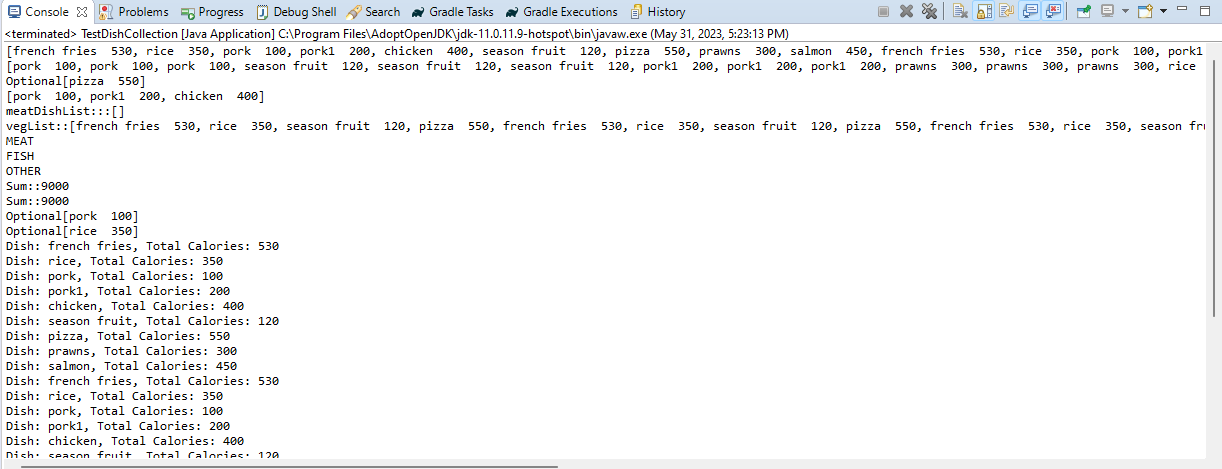 Console Problems Progress Debug Shell Search Gradle Tasks Gradle Executions History
<terminated> TestDishCollection [Java Application] C:\Program Files\AdoptOpenJDK\jdk-11.0.11.9-hotspot\bin\javaw.exe (May 31, 2023, 5:23:13 PM)
[french fries  530, rice  350, pork  100, pork1  200, chicken  400, season fruit  120, pizza  550, prawns  300, salmon  450, french fries  530, rice  350, pork  100, pork1
[pork  100, pork  100, pork  100, season fruit  120, season fruit  120, season fruit  120, pork1  200, pork1  200, pork1  200, prawns  300, prawns  300, prawns  300, rice
Optional[pizza  550]
[pork  100, pork1  200, chicken  400]
meatDishList:::[]
vegList::[french fries  530, rice  350, season fruit  120, pizza  550, french fries  530, rice  350, season fruit  120, pizza  550, french fries  530, rice  350, season fru
MEAT
FISH
OTHER
Sum::9000
Sum::9000
Optional[pork  100]
Optional[rice  350]
Dish: french fries, Total Calories: 530
Dish: rice, Total Calories: 350
Dish: pork, Total Calories: 100
Dish: pork1, Total Calories: 200
Dish: chicken, Total Calories: 400
Dish: season fruit, Total Calories: 120
Dish: pizza, Total Calories: 550
Dish: prawns, Total Calories: 300
Dish: salmon, Total Calories: 450
Dish: french fries, Total Calories: 530
Dish: rice, Total Calories: 350
Dish: pork, Total Calories: 100
Dish: pork1, Total Calories: 200
Dish: chicken, Total Calories: 400
Dish: season fruit, Total Calories: 120